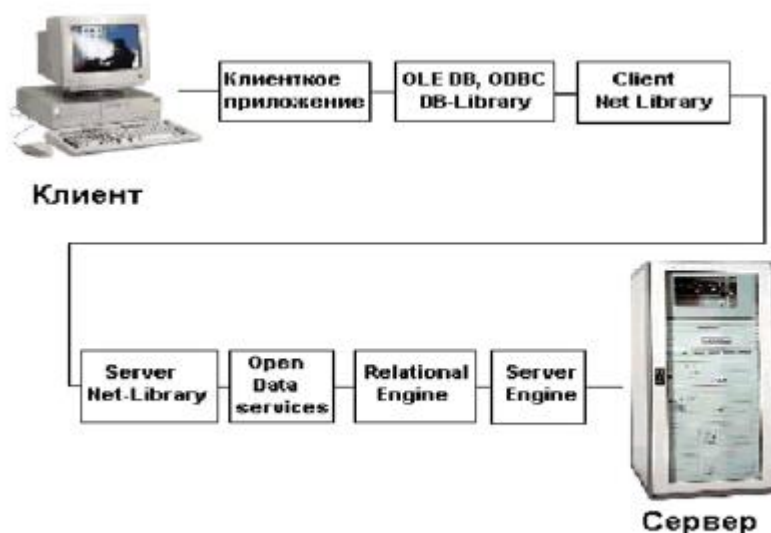 Клиенткое
приложение
OLE DB, ODBC
DB-Library
Client
Net Library
Клиент
Server
Net-Library
Open
Data
services
Relational
Engine
Server
Engine
Сервер